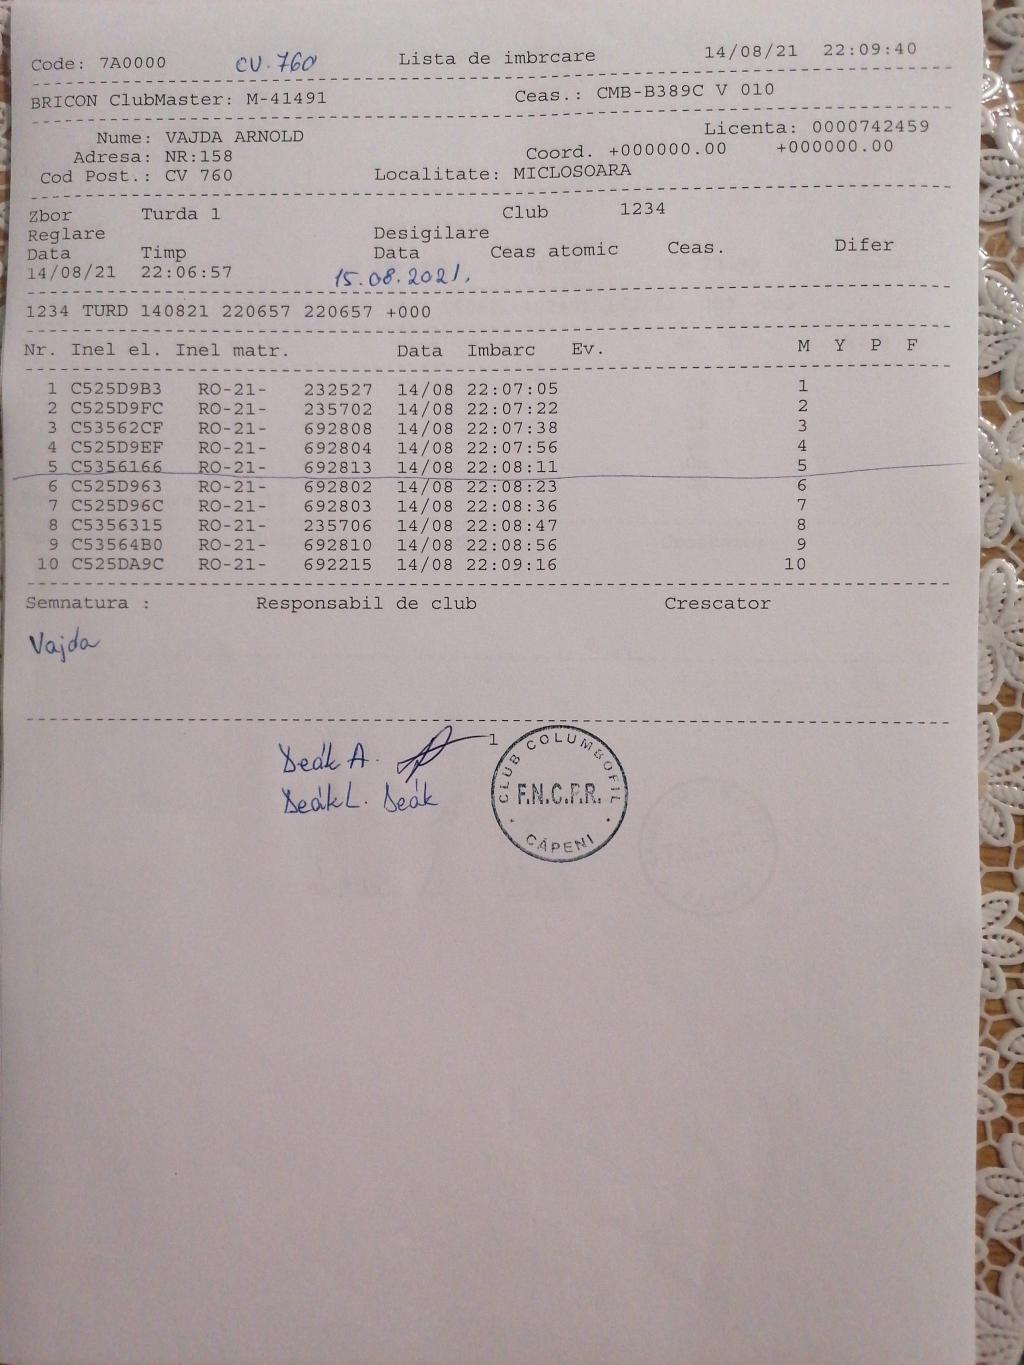 Code: 7A0000 CV.760 Lista de imbrcare 14/08/21 22:09:40
BRICON ClubMaster: M-41491 Ceas.: CMB-B389C V 010
Nume: VAJDA ARNOLD Licenta: 0000742459
Adresa: NR:158 Coord. +000000.00 +000000.00
Cod Post.: CV 760 Localitate: MICLOSOARA
Zbor Turda 1 Club 1234
Reglare Desigilare
Data Timp Data Ceas atomic Ceas. Difer
14/08/21 22:06:57 15.08.2021.
1234 TURD 140821 220657 220657 +000
Nr. Inel el. Inel matr. Data Imbarc Ev. M Y P F
1 C525D9B3 RO-21- 232527 14/08 22:07:05 1
2 C525D9FC RO-21- 235702 14/08 22:07:22 2
3 C53562CF RO-21- 692808 14/08 22:07:38 3
4 C525D9EF RO-21- 692804 14/08 22:07:56 4
5 C5356166 RO-21- 692813 14/08 22:08:11 5
6 C525D963 RO-21- 692802 14/08 22:08:23 6
7 C525D96C RO-21- 692803 14/08 22:08:36 7
8 C5356315 RO-21- 235706 14/08 22:08:47 8
9 C53564B0 RO-21- 692810 14/08 22:08:56 9
10 C525DA9C RO-21- 692215 14/08 22:09:16 10
Semnatura : Responsabil de club Crescator
Vajda
1
Deák A.
Deák L. Deák
CLUB COLUMBOFIL
F.N.C.P.R.
CĂPENI